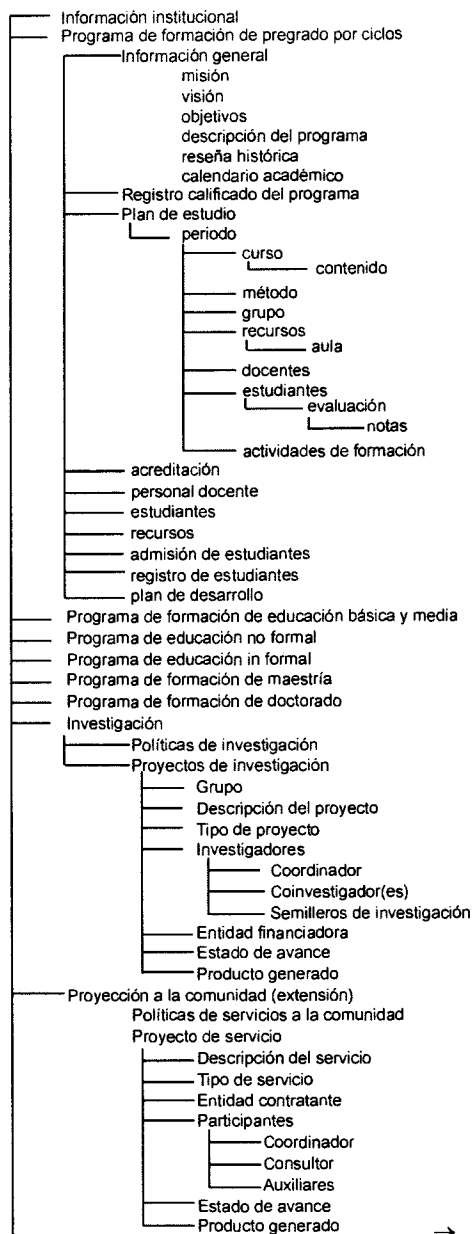 Información institucional
Programa de formación de pregrado por ciclos
Información general
misión
visión
objetivos
descripción del programa
reseña histórica
calendario académico
Registro calificado del programa
Plan de estudio
periodo
curso
contenido
método
grupo
recursos
aula
docentes
estudiantes
evaluación
notas
actividades de formación
acreditación
personal docente
estudiantes
recursos
admisión de estudiantes
registro de estudiantes
plan de desarrollo
Programa de formación de educación básica y media
Programa de educación no formal
Programa de educación in formal
Programa de formación de maestría
Programa de formación de doctorado
Investigación
Políticas de investigación
Proyectos de investigación
Grupo
Descripción del proyecto
Tipo de proyecto
Investigadores
Coordinador
Coinvestigador(es)
Semilleros de investigación
Entidad financiadora
Estado de avance
Producto generado
Proyección a la comunidad (extensión)
Políticas de servicios a la comunidad
Proyecto de servicio
Descripción del servicio
Tipo de servicio
Entidad contratante
Participantes
Coordinador
Consultor
Auxiliares
Estado de avance
Producto generado
→